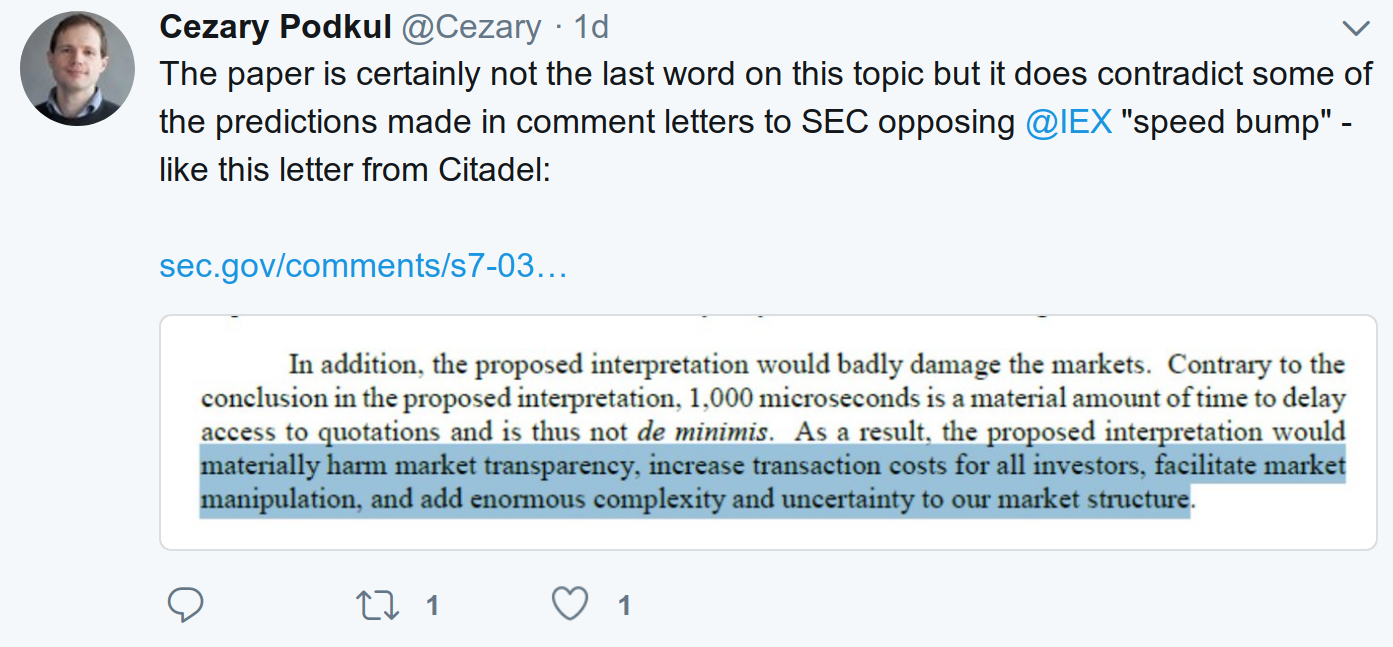 Cezary Podkul @Cezary · 1d
The paper is certainly not the last word on this topic but it does contradict some of
the predictions made in comment letters to SEC opposing @IEX "speed bump" -
like this letter from Citadel:
sec.gov/comments/s7-03…
In addition, the proposed interpretation would badly damage the markets. Contrary to the
conclusion in the proposed interpretation, 1,000 microseconds is a material amount of time to delay
access to quotations and is thus not de minimis. As a result, the proposed interpretation would
materially harm market transparency, increase transaction costs for all investors, facilitate market
manipulation, and add enormous complexity and uncertainty to our market structure.
1 1